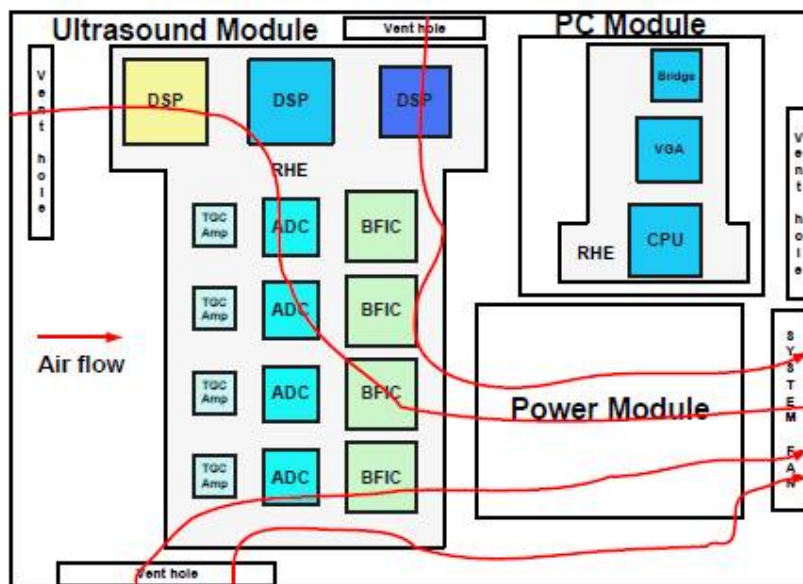 Ultrasound Module
Vent hole
PC Module
Vent hole
DSP
DSP
DSP
Bridge
VGA
Vent hole
RHE
TGC
Amp
ADC
BFIC
RHE
CPU
TGC
Amp
ADC
BFIC
Air flow
SYSTEM FAN
TGC
Amp
ADC
BFIC
Power Module
TGC
Amp
ADC
BFIC
Vent hole